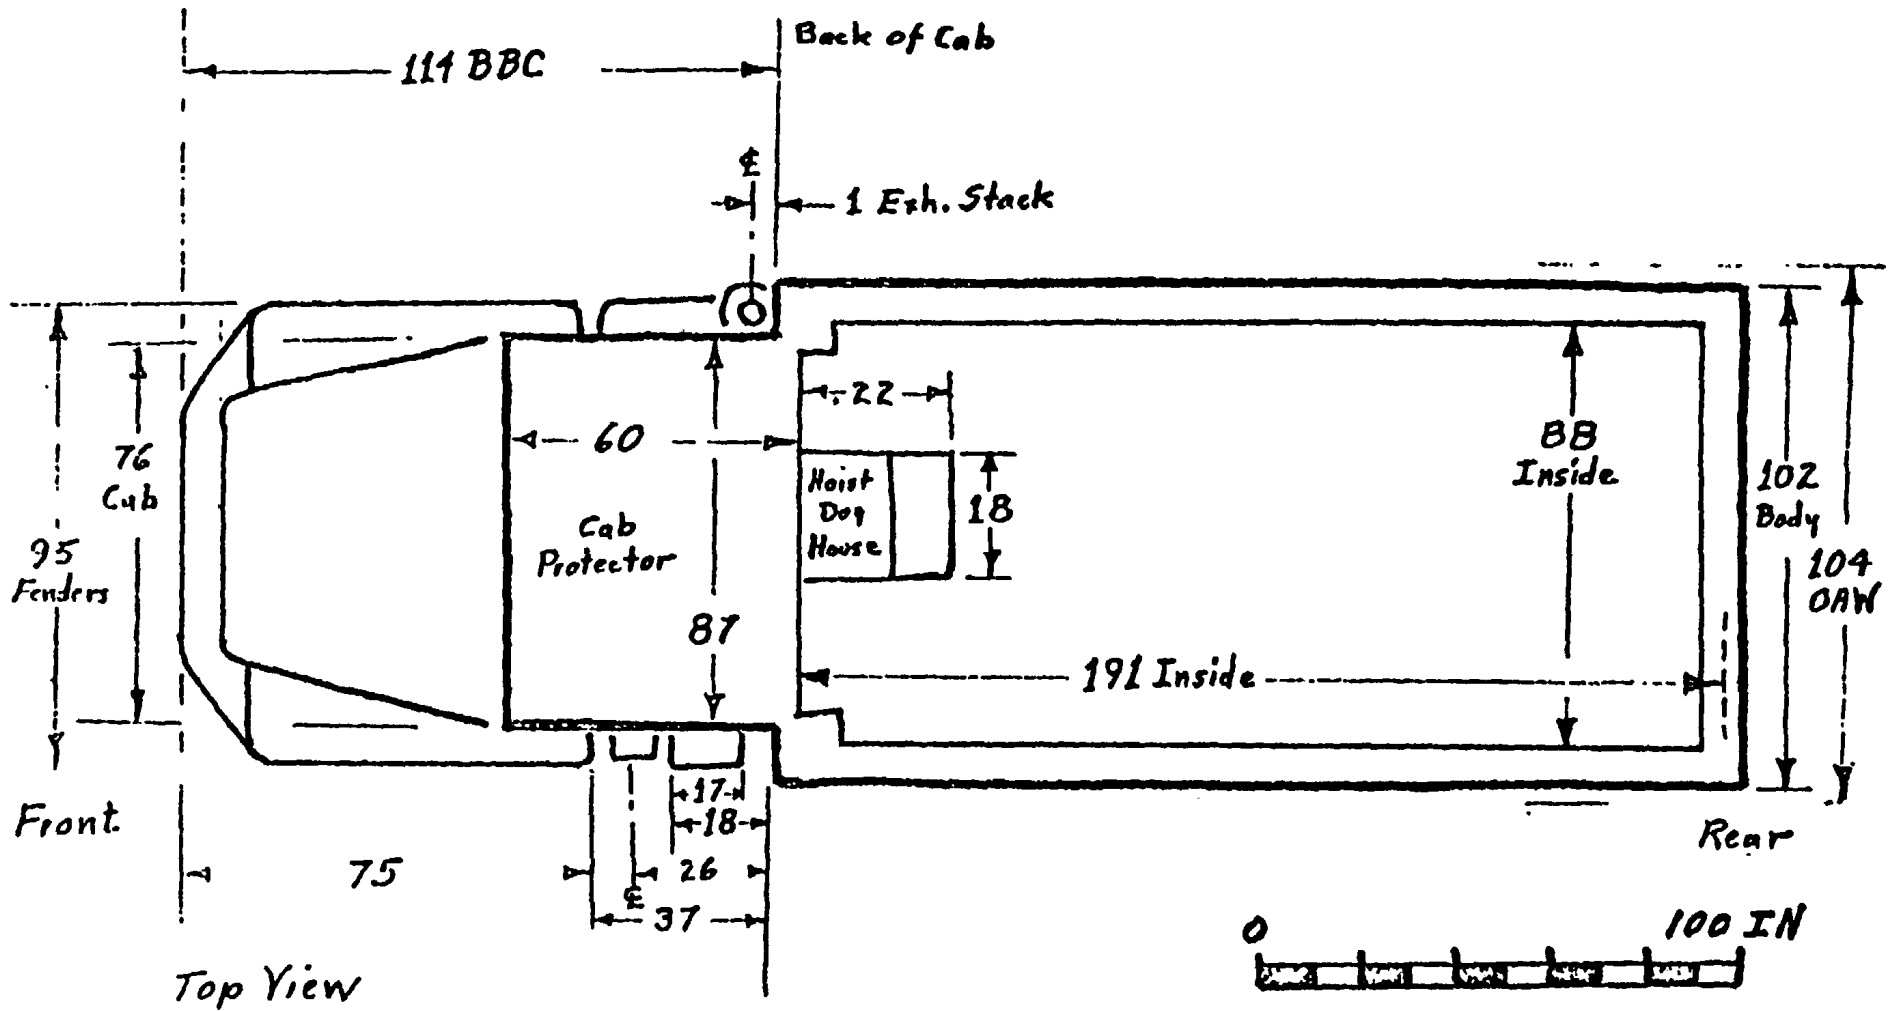 Back of Cab
114 BBC
℄
1 Exh. Stack
22
60
88
Inside
76
Cab
Hoist
Dog
House
18
102
Body
Cab
Protector
95
Fenders
104
OAW
87
191 Inside
17
18
Front
Rear
75
26
℄
37
0
100 IN
Top View